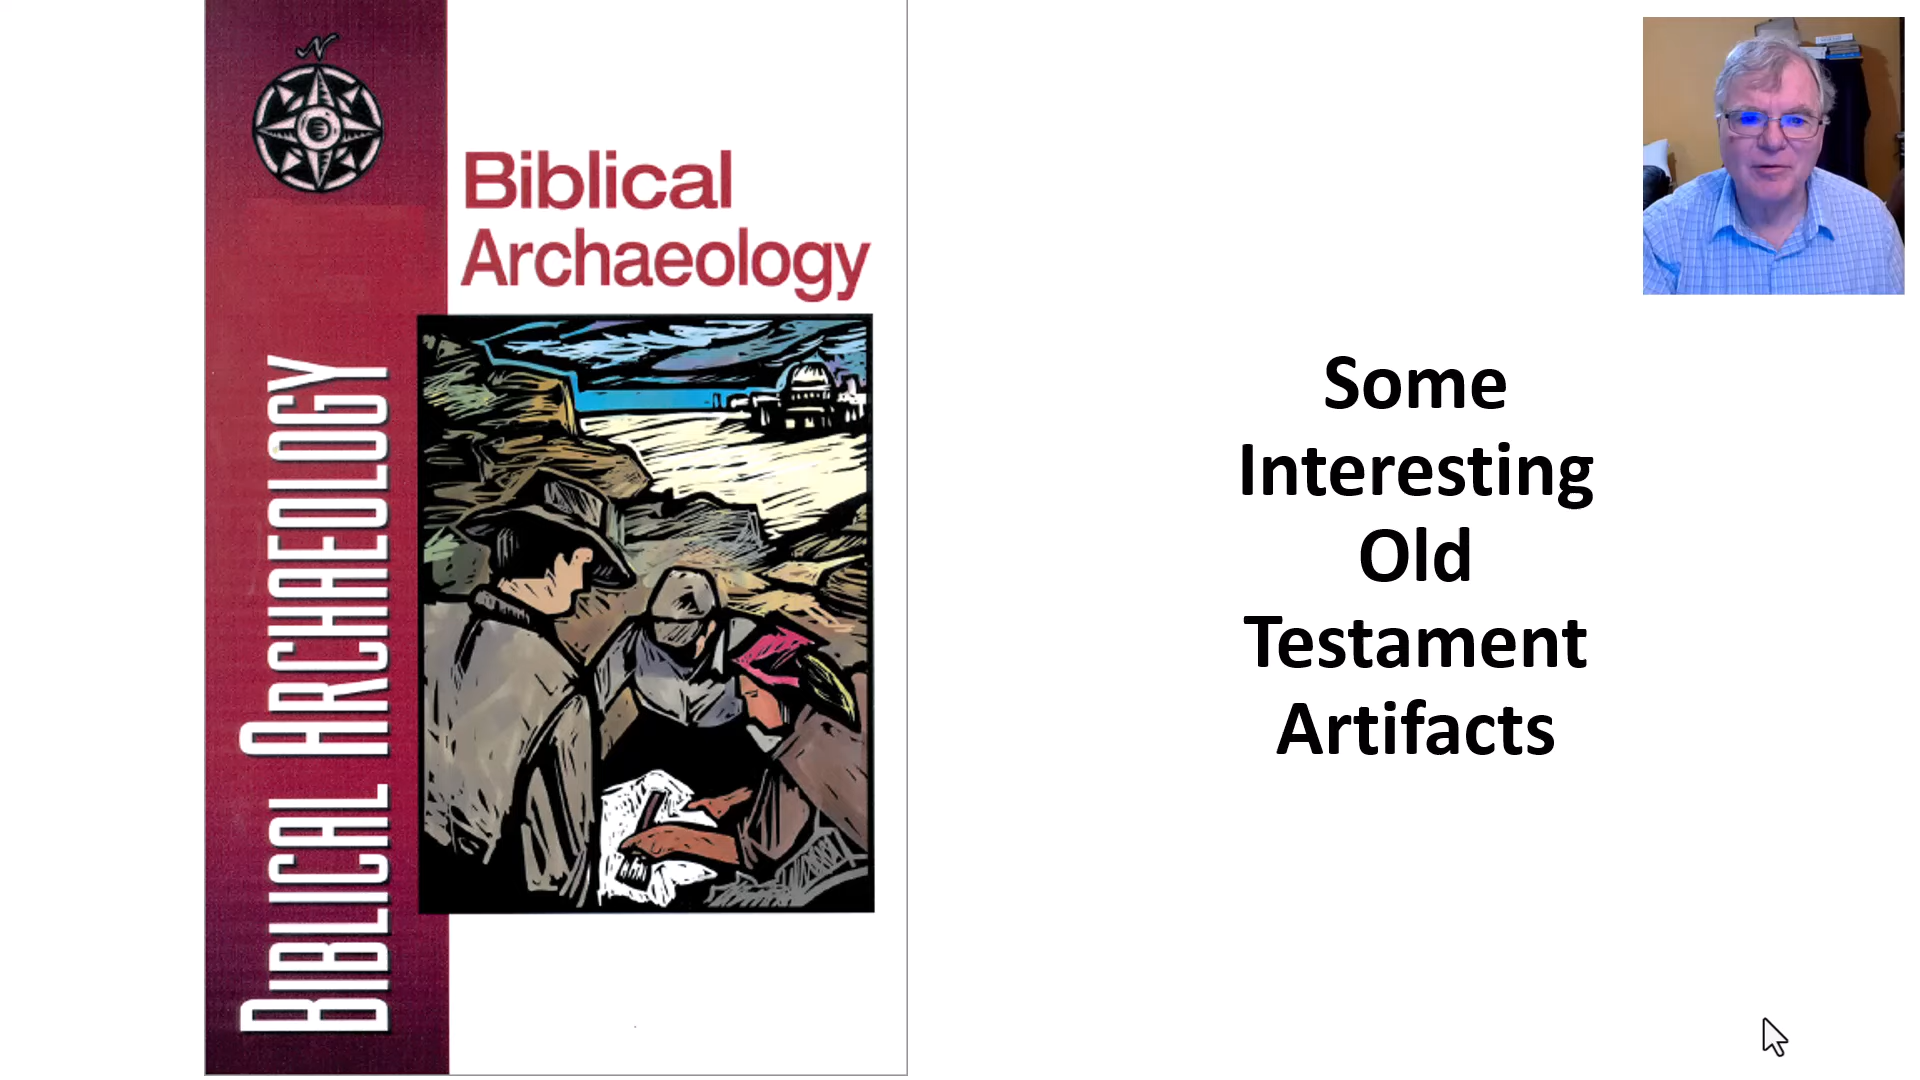 N
Biblical
Archaeology
BIBLICAL ARCHAEOLOGY
Some
Interesting
Old
Testament
Artifacts